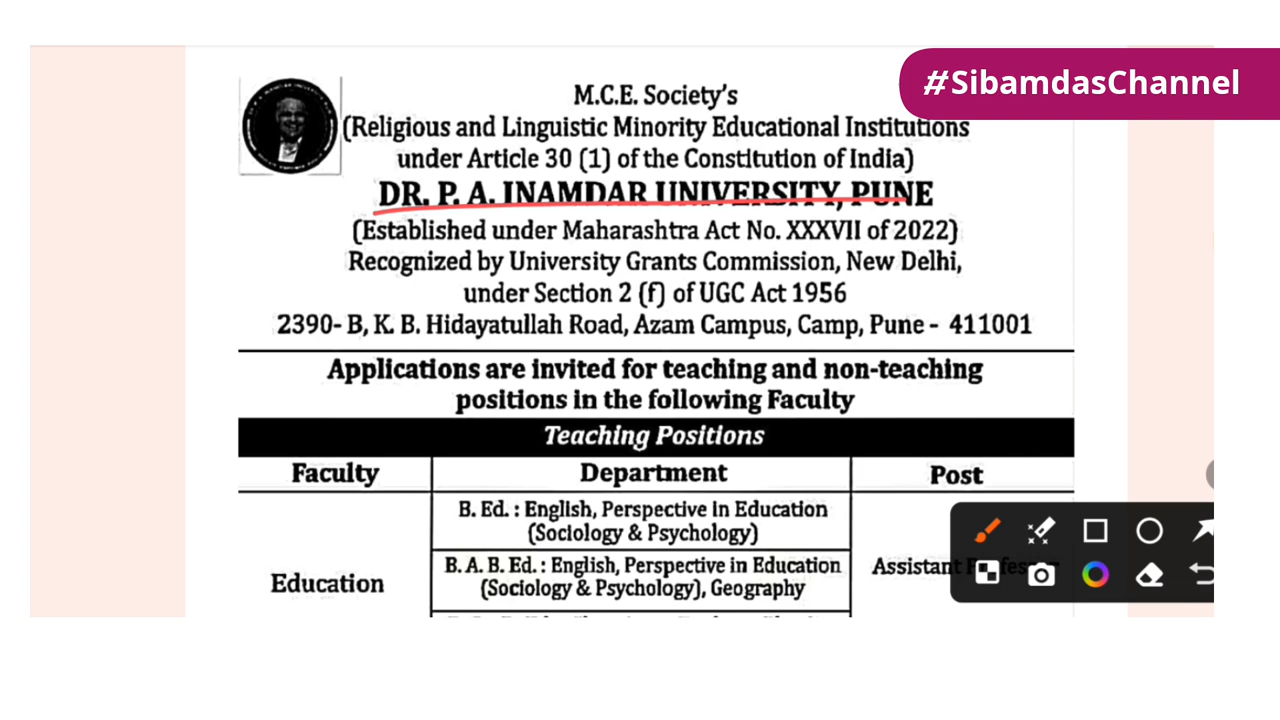 #SibamdasChannel
M.C.E. Society's
(Religious and Linguistic Minority Educational Institutions
under Article 30 (1) of the Constitution of India)
DR. P. A. INAMDAR UNIVERSITY, PUNE
(Established under Maharashtra Act No. XXXVII of 2022)
Recognized by University Grants Commission, New Delhi,
under Section 2 (f) of UGC Act 1956
2390- B, K. B. Hidayatullah Road, Azam Campus, Camp, Pune - 411001
Applications are invited for teaching and non-teaching
positions in the following Faculty
Teaching Positions
Faculty Department Post
B. Ed. : English, Perspective in Education
(Sociology & Psychology)
B. A. B. Ed. : English, Perspective in Education
(Sociology & Psychology), Geography
Education
Assistant